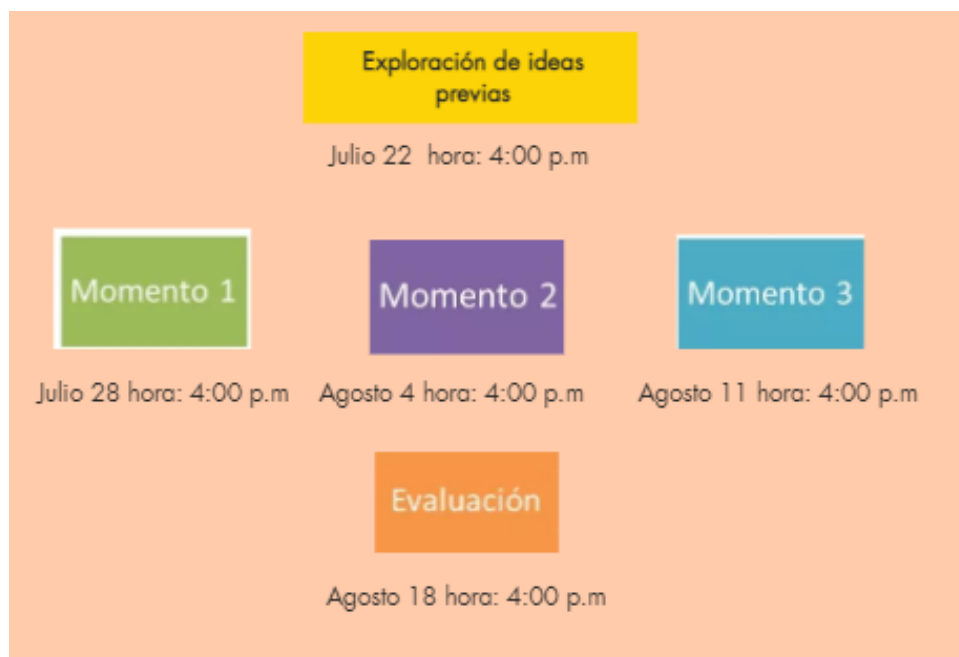 Exploración de ideas
previas
Julio 22 hora: 4:00 p.m
Momento 1
Momento 2
Momento 3
Julio 28 hora: 4:00 p.m
Agosto 4 hora: 4:00 p.m
Agosto 11 hora: 4:00 p.m
Evaluación
Agosto 18 hora: 4:00 p.m